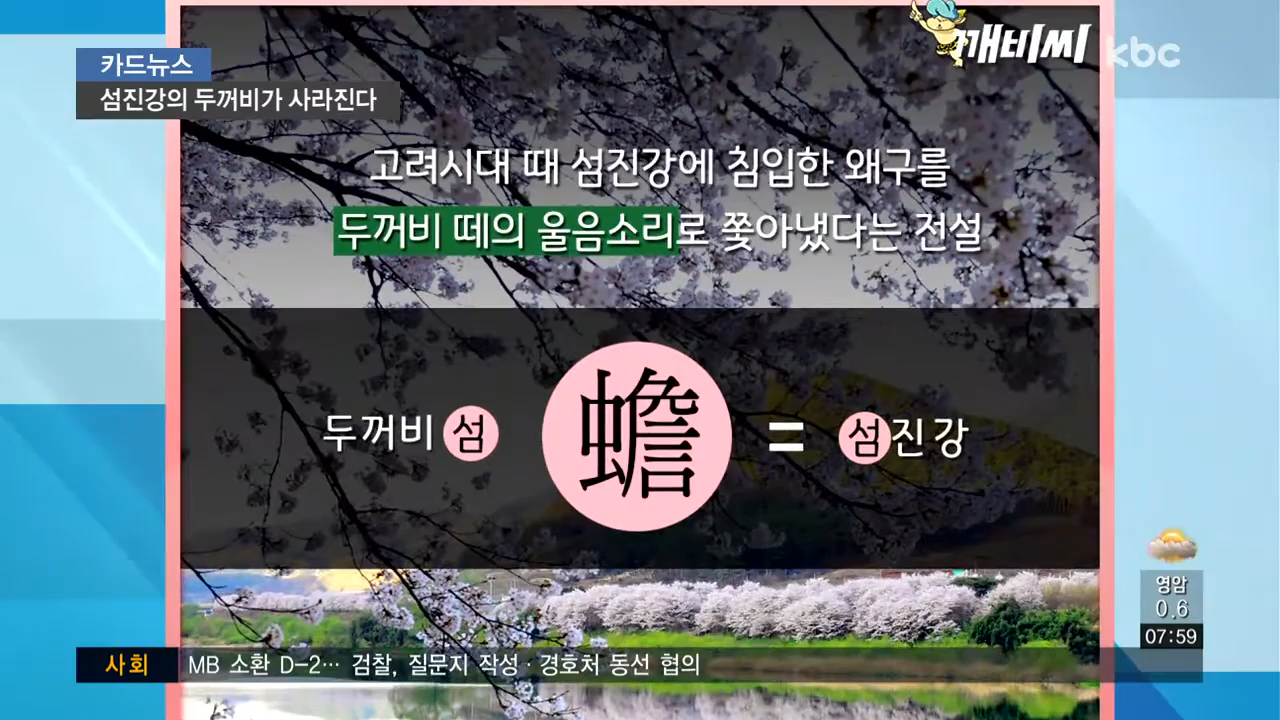 깨티씨 kbc
카드뉴스
섬진강의 두꺼비가 사라진다
고려시대 때 섬진강에 침입한 왜구를
두꺼비 떼의 울음소리로 쫓아냈다는 전설
두꺼비 섬 蟾 = 섬진강
영암
0.6
07:59
사회 MB 소환 D-2… 검찰, 질문지 작성·경호처 동선 협의